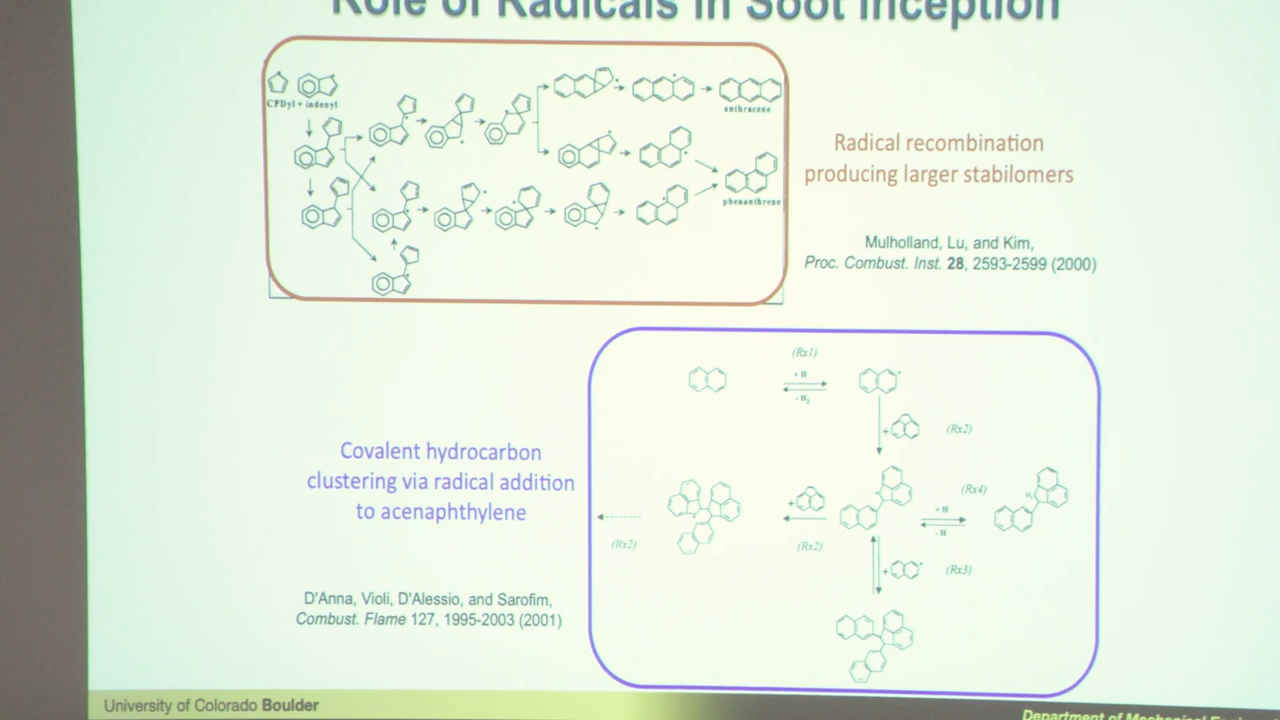 Role of Radicals in Soot Inception
CPDyl + indenyl
anthracene
phenanthrene
Radical recombination
producing larger stabilomers
Mulholland, Lu, and Kim,
Proc. Combust. Inst. 28, 2593-2599 (2000)
(Rx1)
+ H
- H2
+
(Rx2)
Covalent hydrocarbon
clustering via radical addition
to acenaphthylene
(Rx2)
+
(Rx2)
(Rx4)
+ H
- H
H2
+
(Rx3)
D'Anna, Violi, D'Alessio, and Sarofim,
Combust. Flame 127, 1995-2003 (2001)
University of Colorado Boulder
Department of Mechanical